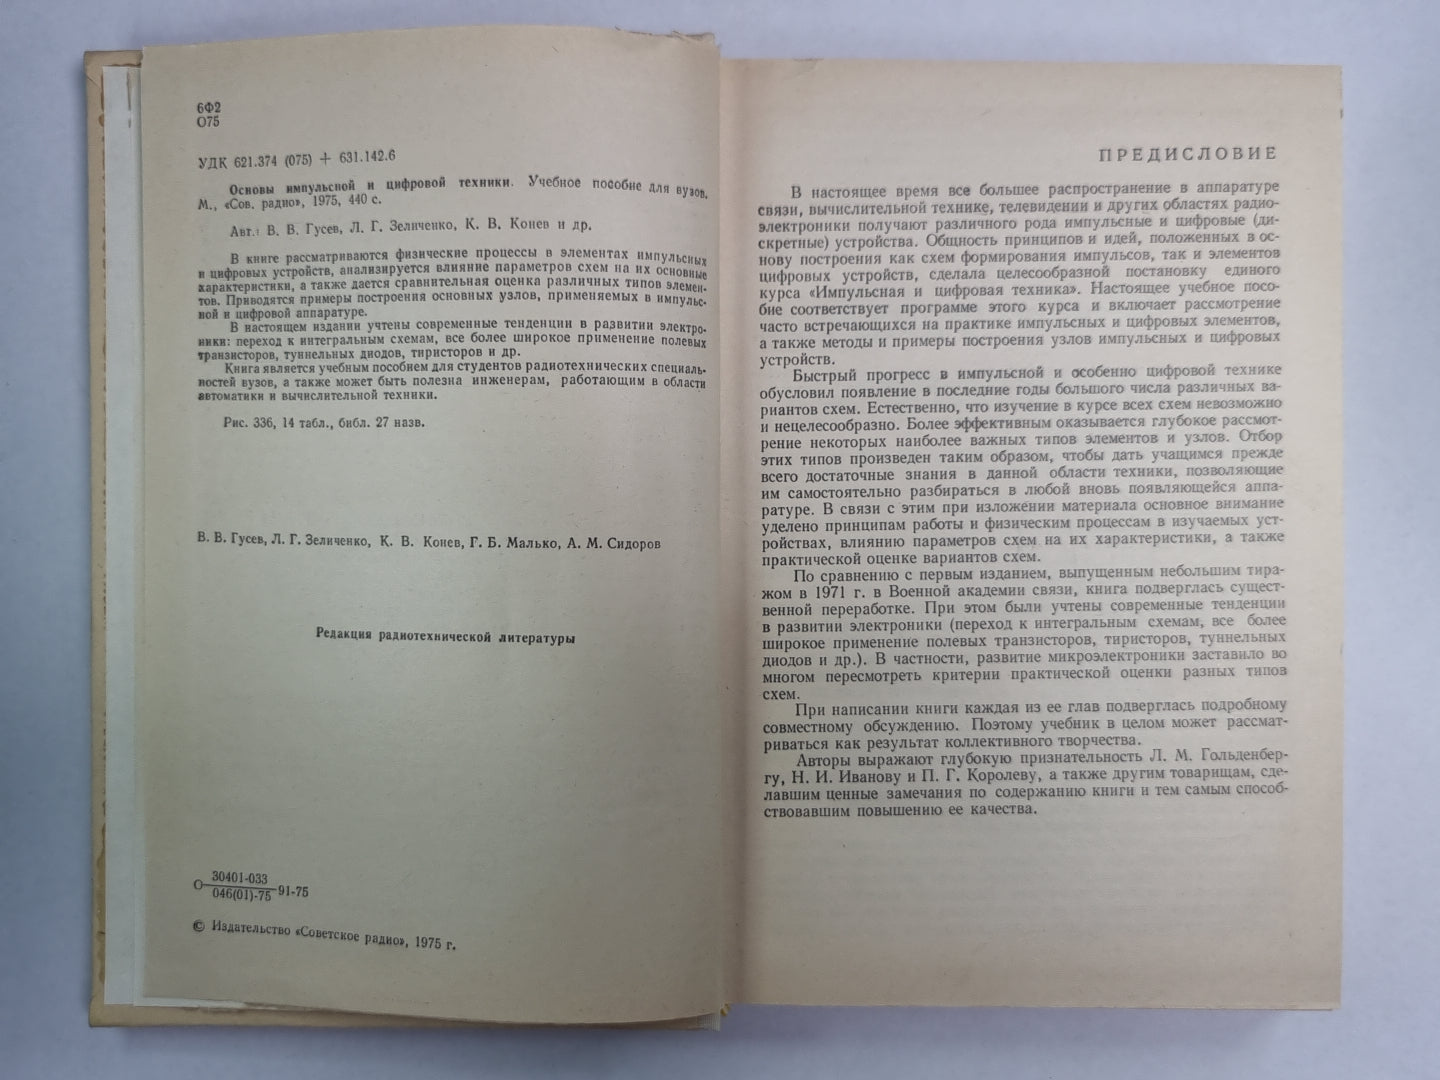 6Ф2
О75
УДК 621.374 (075) + 631.142.6
Основы импульсной и цифровой техники. Учебное пособие для вузов.
М., «Сов. радио», 1975, 440 с.
Авт.: В. В. Гусев, Л. Г. Зеличенко, К. В. Конев и др.
В книге рассматриваются физические процессы в элементах импульсных
и цифровых устройств, анализируется влияние параметров схем на их основные
характеристики, а также дается сравнительная оценка различных типов элемен-
тов. Приводятся примеры построения основных узлов, применяемых в импуль-
ной и цифровой аппаратуре.
В настоящем издании учтены современные тенденции в развитии электро-
ники: переход к интегральным схемам, все более широкое применение полевых
транзисторов, туннельных диодов, тиристоров и др.
Книга является учебным пособием для студентов радиотехнических специаль-
ностей вузов, а также может быть полезна инженерам, работающим в области
автоматики и вычислительной техники.
Рис. 336, 14 табл., библ. 27 назв.
В. В. Гусев, Л. Г. Зеличенко, К. В. Конев, Г. Б. Малько, А. М. Сидоров
Редакция радиотехнической литературы
О 30401-033
046(01)-75 91-75
© Издательство «Советское радио», 1975 г.
ПРЕДИСЛОВИЕ
В настоящее время все большее распространение в аппаратуре
связи, вычислительной технике, телевидении и других областях радио-
электроники получают различного рода импульсные и цифровые (ди-
скретные) устройства. Общность принципов и идей, положенных в ос-
нову построения как схем формирования импульсов, так и элементов
цифровых устройств, сделала целесообразной постановку единого
курса «Импульсная и цифровая техника». Настоящее учебное посо-
бие соответствует программе этого курса и включает рассмотрение
часто встречающихся на практике импульсных и цифровых элементов,
а также методы и примеры построения узлов импульсных и цифровых
устройств.
Быстрый прогресс в импульсной и особенно цифровой технике
обусловил появление в последние годы большого числа различных ва-
риантов схем. Естественно, что изучение в курсе всех схем невозможно
и нецелесообразно. Более эффективным оказывается глубокое рассмот-
рение некоторых наиболее важных типов элементов и узлов. Отбор
этих типов произведен таким образом, чтобы дать учащимся прежде
всего достаточные знания в данной области техники, позволяющие
им самостоятельно разбираться в любой вновь появляющейся аппа-
ратуре. В связи с этим при изложении материала основное внимание
уделено принципам работы и физическим процессам в изучаемых уст-
ройствах, влиянию параметров схем на их характеристики, а также
практической оценке вариантов схем.
По сравнению с первым изданием, выпущенным небольшим тира-
жом в 1971 г. в Военной академии связи, книга подверглась сущест-
венной переработке. При этом были учтены современные тенденции
в развитии электроники (переход к интегральным схемам, все более
широкое применение полевых транзисторов, тиристоров, туннельных
диодов и др.). В частности, развитие микроэлектроники заставило во
многом пересмотреть критерии практической оценки разных типов
схем.
При написании книги каждая из ее глав подверглась подробному
совместному обсуждению. Поэтому учебник в целом может рассмат-
риваться как результат коллективного творчества.
Авторы выражают глубокую признательность Л. М. Гольденбер-
гу, Н. И. Иванову и П. Г. Королеву, а также другим товарищам, сде-
лавшим ценные замечания по содержанию книги и тем самым способ-
ствовавшим повышению ее качества.